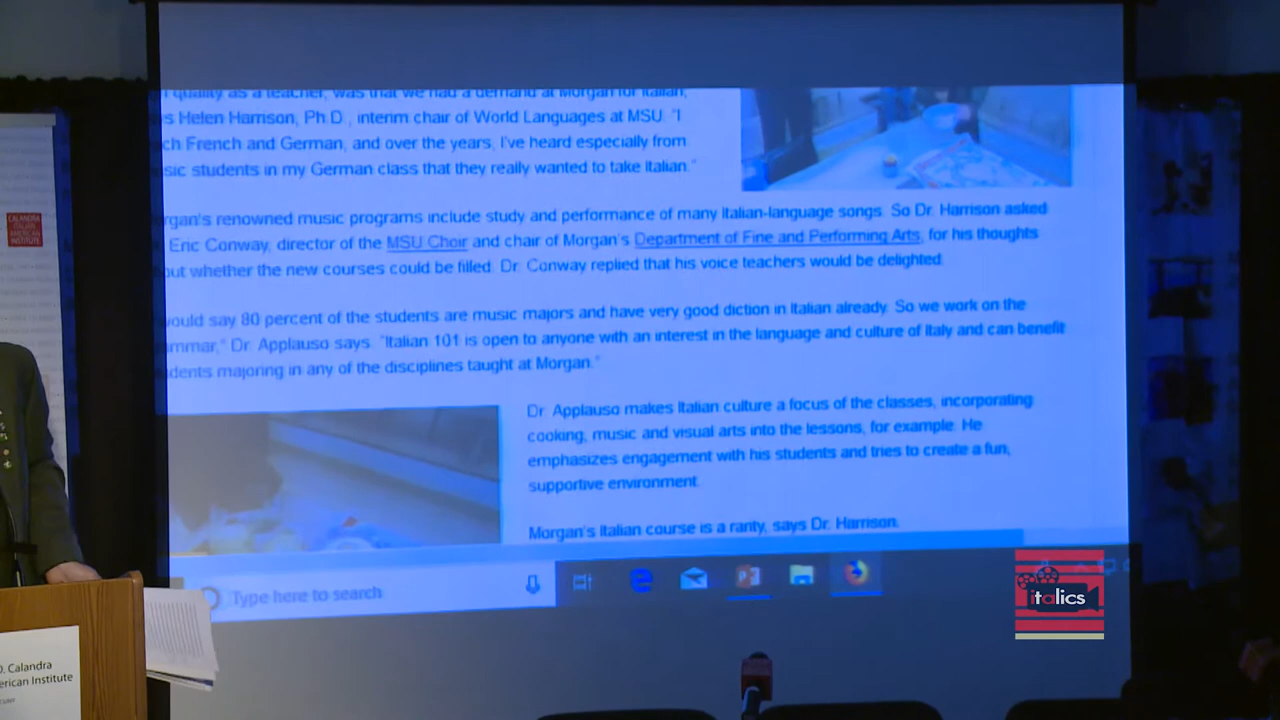 quality as a teacher, was that we had a demand at Morgan for Italian,
s Helen Harrison, Ph.D., interim chair of World Languages at MSU. "I
ch French and German, and over the years, I've heard especially from
sic students in my German class that they really wanted to take Italian."
rgan's renowned music programs include study and performance of many Italian-language songs. So Dr. Harrison asked
Eric Conway, director of the MSU Choir and chair of Morgan's Department of Fine and Performing Arts, for his thoughts
out whether the new courses could be filled. Dr. Conway replied that his voice teachers would be delighted.
ould say 80 percent of the students are music majors and have very good diction in Italian already. So we work on the
mmar," Dr. Applauso says. "Italian 101 is open to anyone with an interest in the language and culture of Italy and can benefit
dents majoring in any of the disciplines taught at Morgan."
Dr. Applauso makes Italian culture a focus of the classes, incorporating
cooking, music and visual arts into the lessons, for example. He
emphasizes engagement with his students and tries to create a fun,
supportive environment.
Morgan's Italian course is a rarity, says Dr. Harrison.
Type here to search
CALANDRA
ITALIAN
AMERICAN
INSTITUTE
D. Calandra
erican Institute
italics